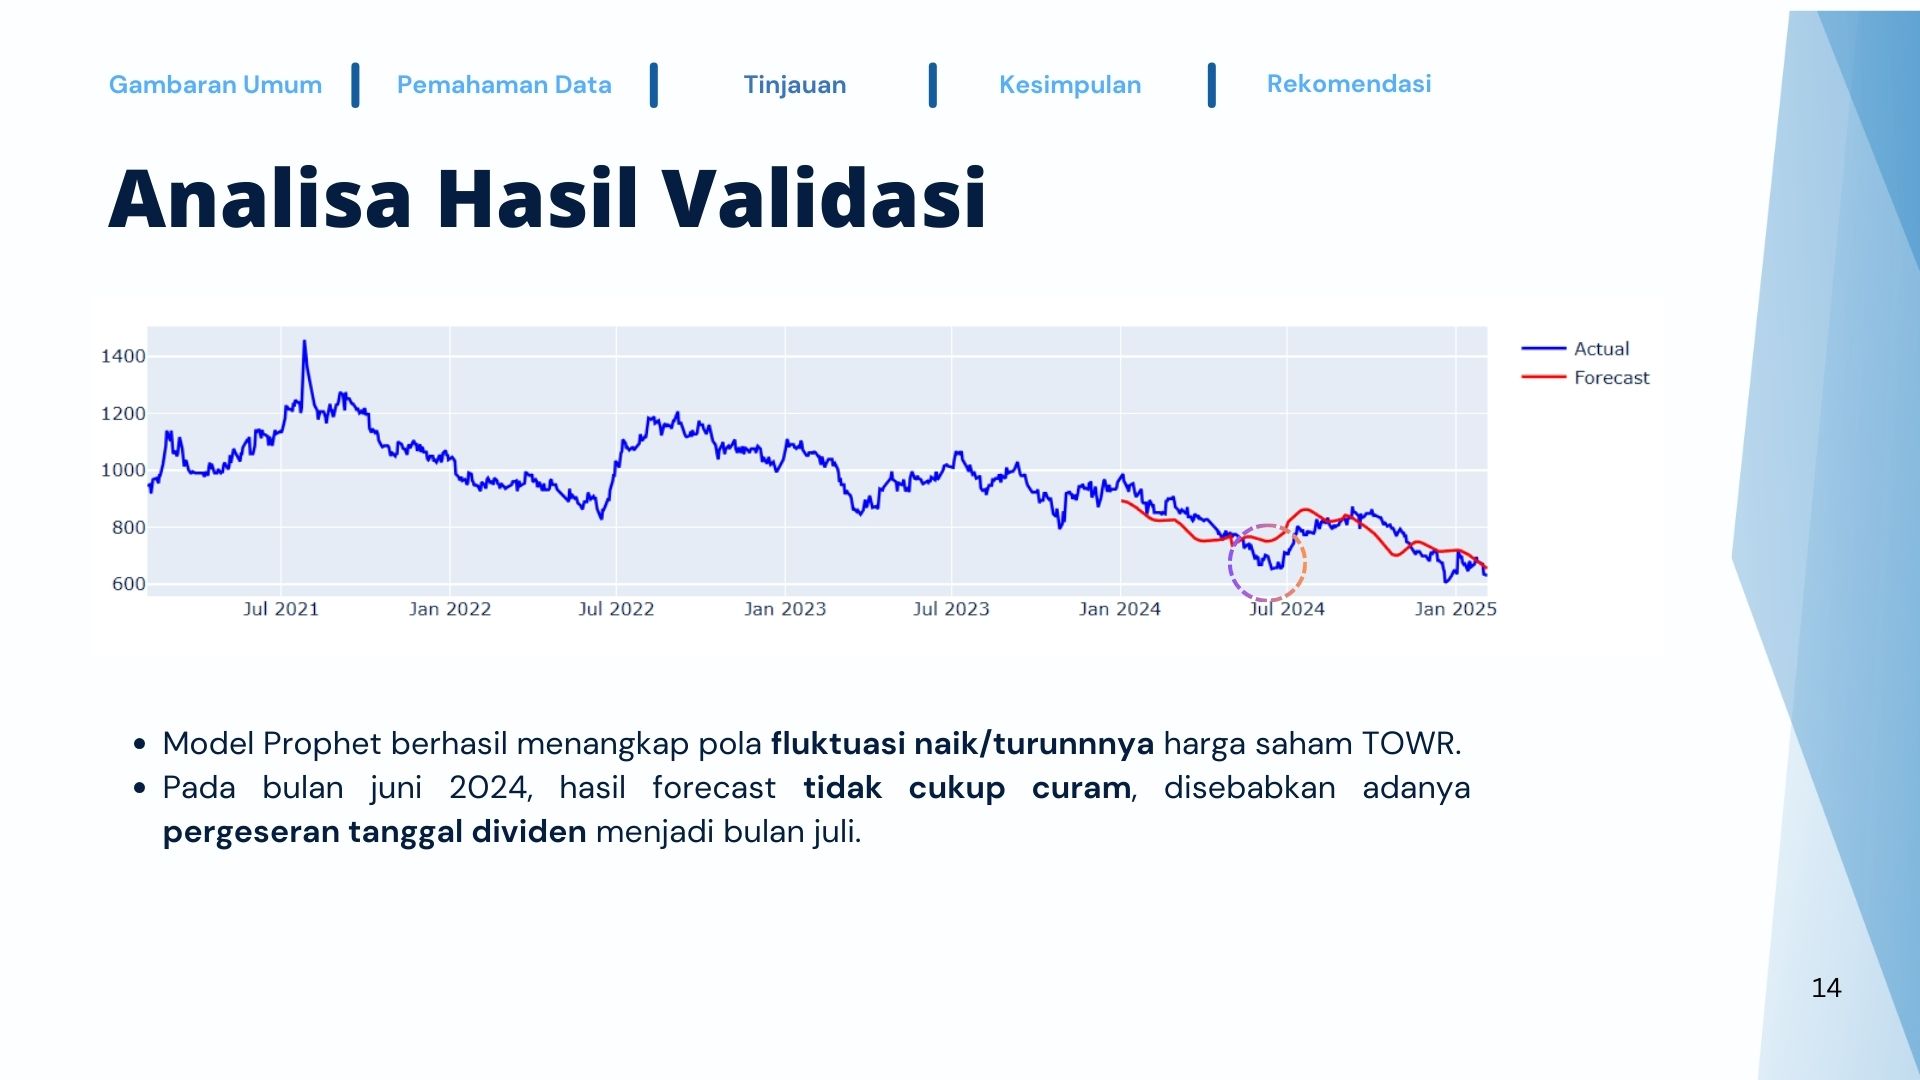 Gambaran Umum
Pemahaman Data
Tinjauan
Kesimpulan
Rekomendasi
Analisa Hasil Validasi
1400
1200
1000
800
600
Jul 2021
Jan 2022
Jul 2022
Jan 2023
Jul 2023
Jan 2024
Jul 2024
Jan 2025
Actual
Forecast
• Model Prophet berhasil menangkap pola fluktuasi naik/turunnnya harga saham TOWR.
• Pada bulan juni 2024, hasil forecast tidak cukup curam, disebabkan adanya
pergeseran tanggal dividen menjadi bulan juli.
14